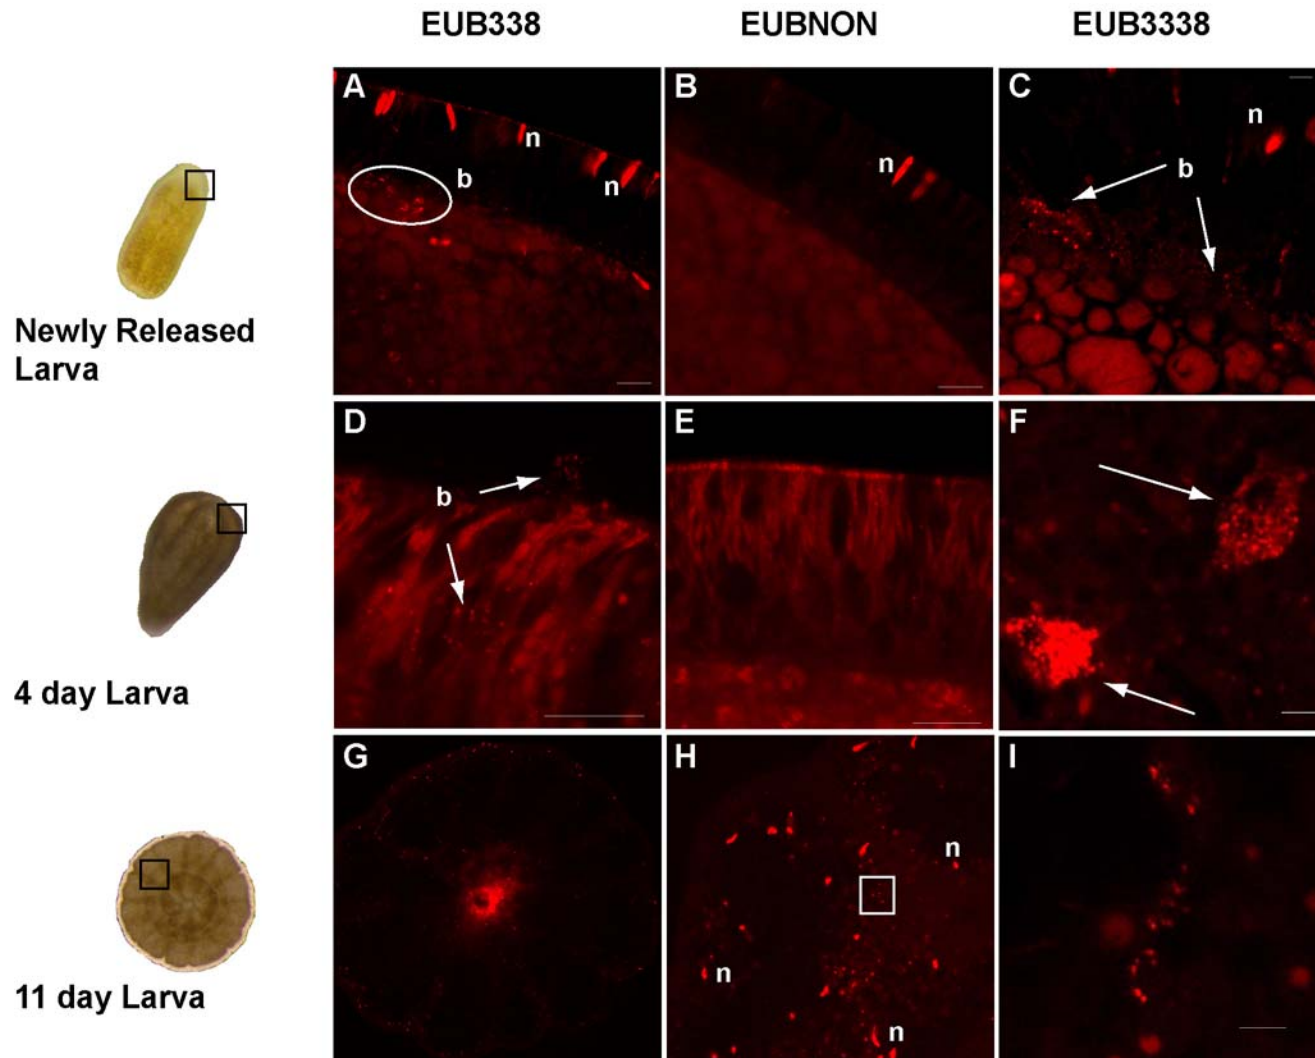 EUB338 EUBNON EUB3338
A B C
n n n n
b b
Newly Released
Larva
D E F
b
4 day Larva
G H I
n
n
n
11 day Larva